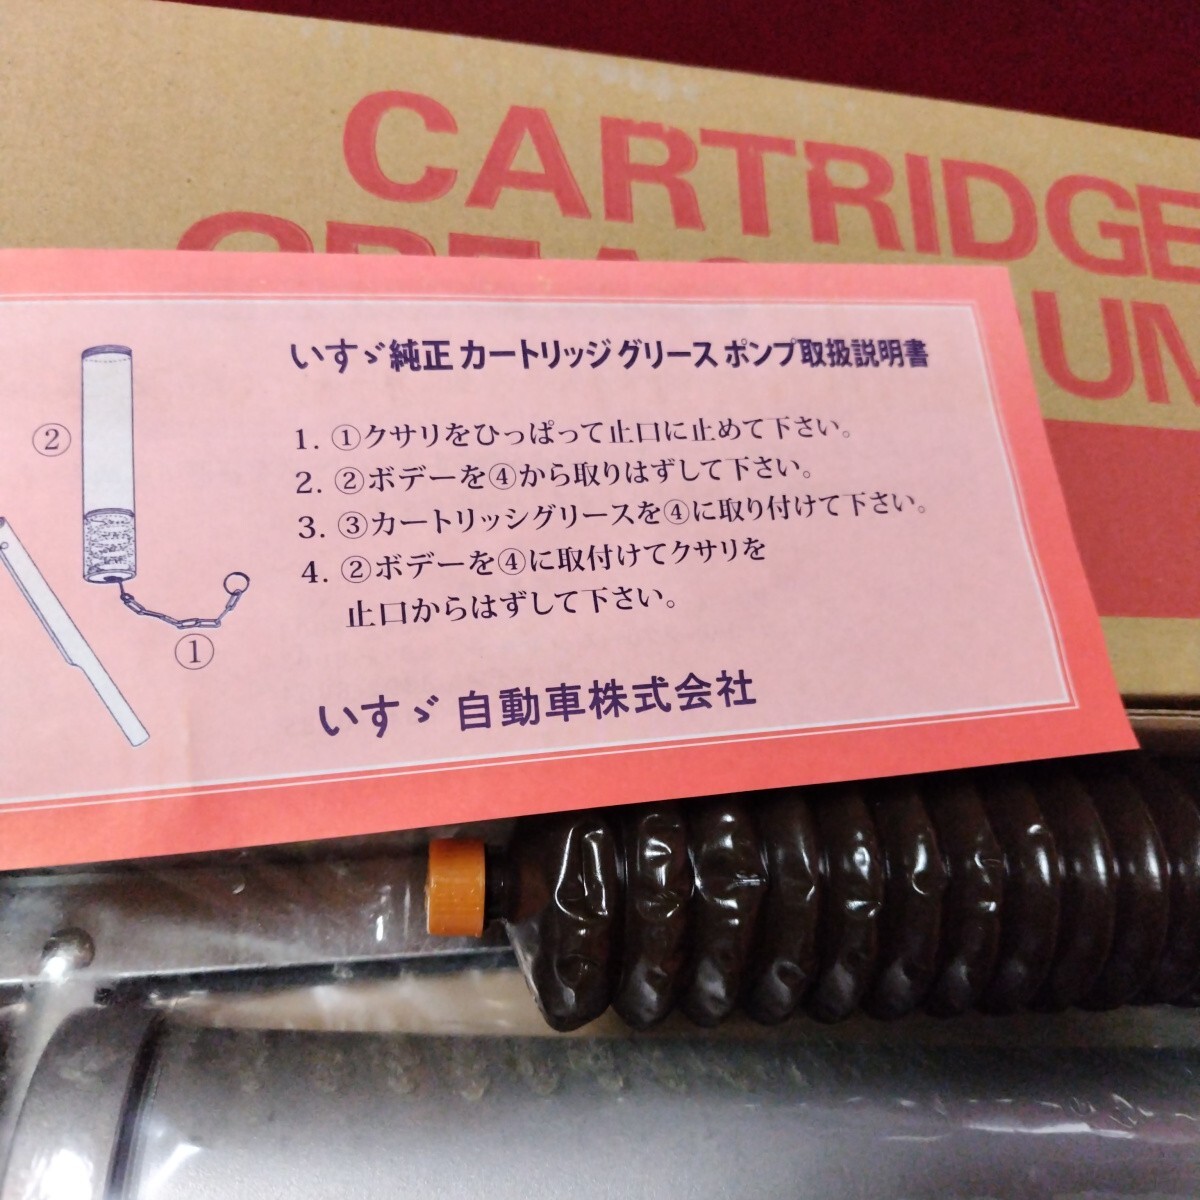 CARTRIDGE
いすゞ純正 カートリッジ グリース ポンプ取扱説明書
1. ①クサリをひっぱって止口に止めて下さい。
2. ②ボデーを④から取りはずして下さい。
3. ③カートリッシグリースを④に取り付けて下さい。
4. ②ボデーを④に取付けてクサリを
止口からはずして下さい。
②
①
いすゞ 自動車株式会社